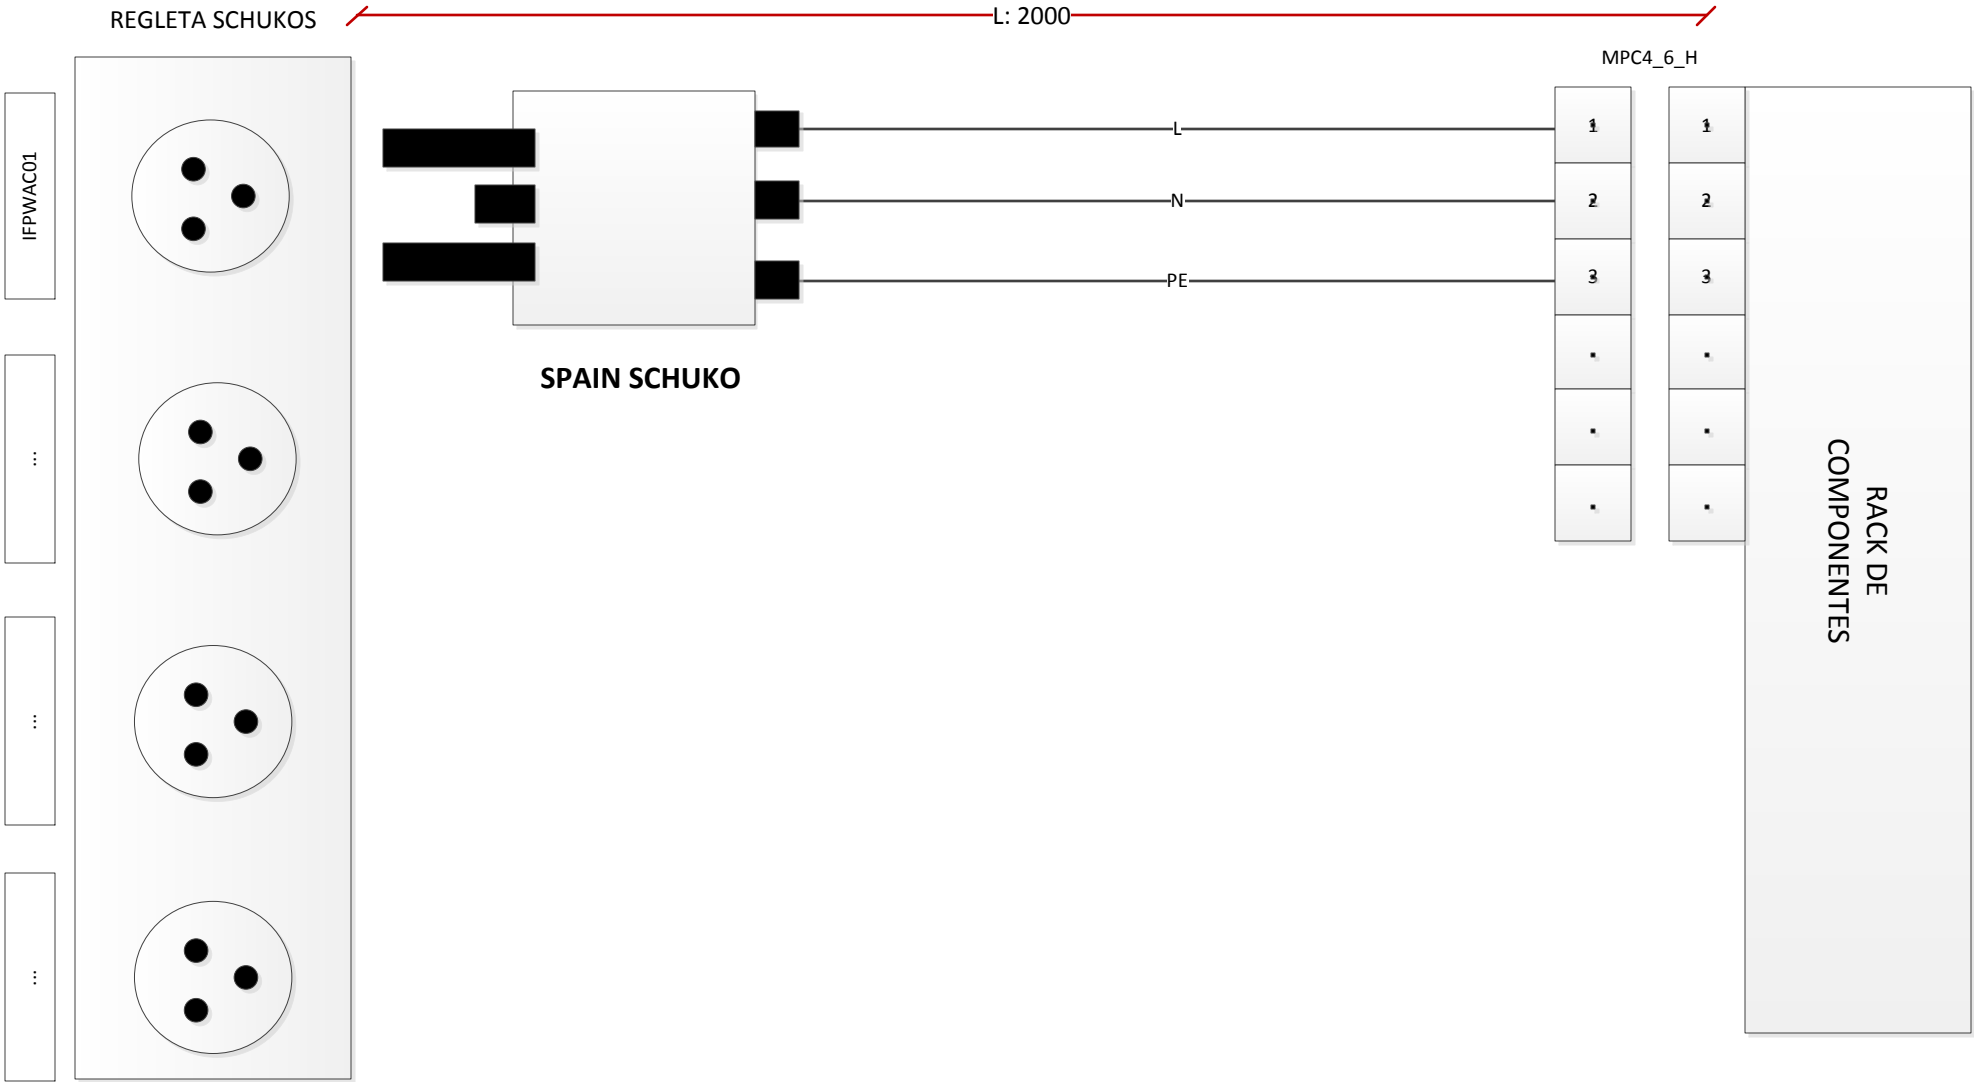 REGLETA SCHUKOS
L: 2000
MPC4_6_H
IFPWAC01
L
N
PE
1
2
3
1
2
3
SPAIN SCHUKO
...
...
...
RACK DE
COMPONENTES